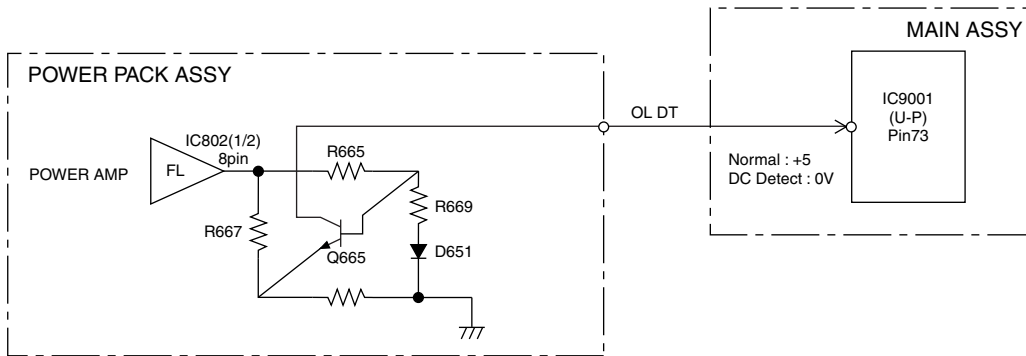 MAIN ASSY
POWER PACK ASSY
IC802(1/2)
8pin
POWER AMP
FL
R665
R669
R667
Q665
D651
OL DT
Normal : +5
DC Detect : 0V
IC9001
(U-P)
Pin73